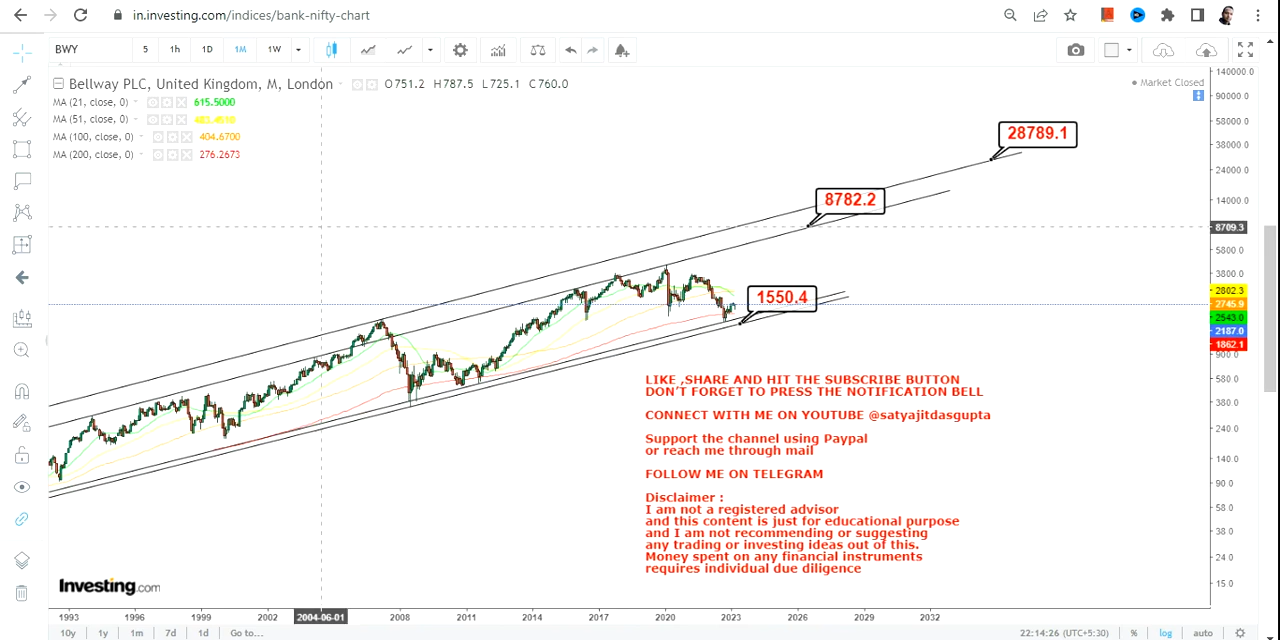 in.investing.com/indices/bank-nifty-chart
BWY 5 1h 1D 1M 1W
Bellway PLC, United Kingdom, M, London O751.2 H787.5 L725.1 C760.0
Market Closed
MA (21, close, 0) 615.5000
MA (51, close, 0)
MA (100, close, 0) 404.6700
MA (200, close, 0) 276.2673
28789.1
8782.2
1550.4
140000.0
90000.0
58000.0
38000.0
24000.0
14000.0
8709.3
5800.0
3800.0
2802.3
2745.9
2543.0
2187.0
1862.1
900.0
580.0
380.0
240.0
140.0
90.0
58.0
38.0
24.0
15.0
LIKE ,SHARE AND HIT THE SUBSCRIBE BUTTON
DON'T FORGET TO PRESS THE NOTIFICATION BELL
CONNECT WITH ME ON YOUTUBE @satyajitdasgupta
Support the channel using Paypal
or reach me through mail
FOLLOW ME ON TELEGRAM
Disclaimer :
I am not a registered advisor
and this content is just for educational purpose
and I am not recommending or suggesting
any trading or investing ideas out of this.
Money spent on any financial instruments
requires individual due diligence
Investing.com
1993 1996 1999 2002 2004-06-01 2008 2011 2014 2017 2020 2023 2026 2029 2032
10y 1y 1m 7d 1d Go to... 22:14:26 (UTC+5:30) % log auto